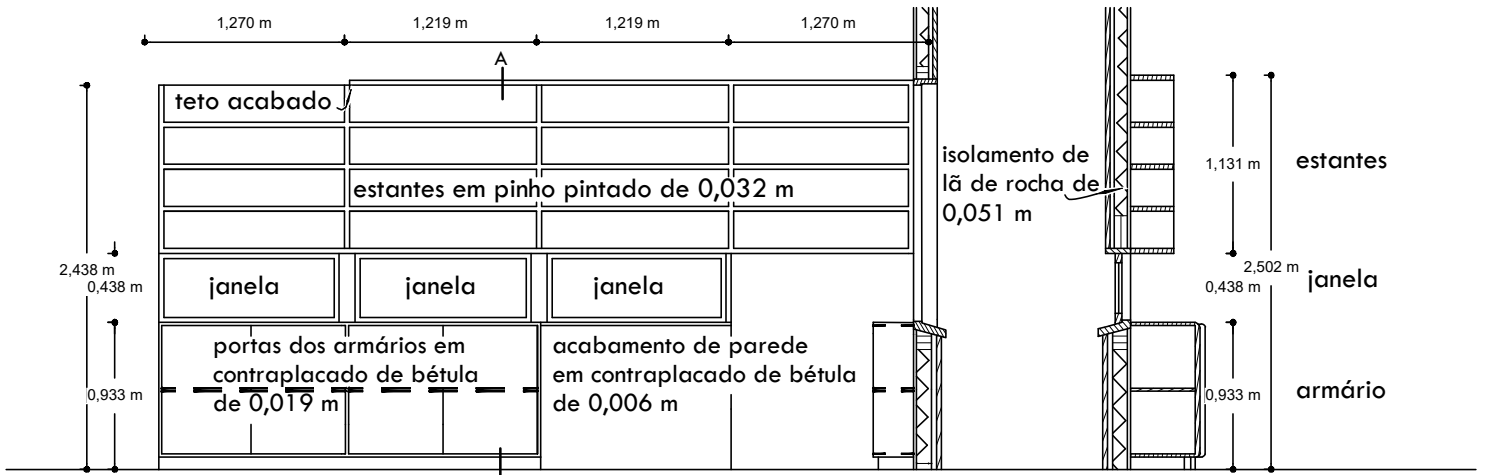 1,270 m
1,219 m
1,219 m
1,270 m
A
teto acabado
estantes em pinho pintado de 0,032 m
isolamento de
lã de rocha de
0,051 m
1,131 m
estantes
2,438 m
0,438 m
janela
janela
janela
2,502 m
0,438 m
janela
portas dos armários em
contraplacado de bétula
de 0,019 m
acabamento de parede
em contraplacado de bétula
de 0,006 m
0,933 m
0,933 m
armário